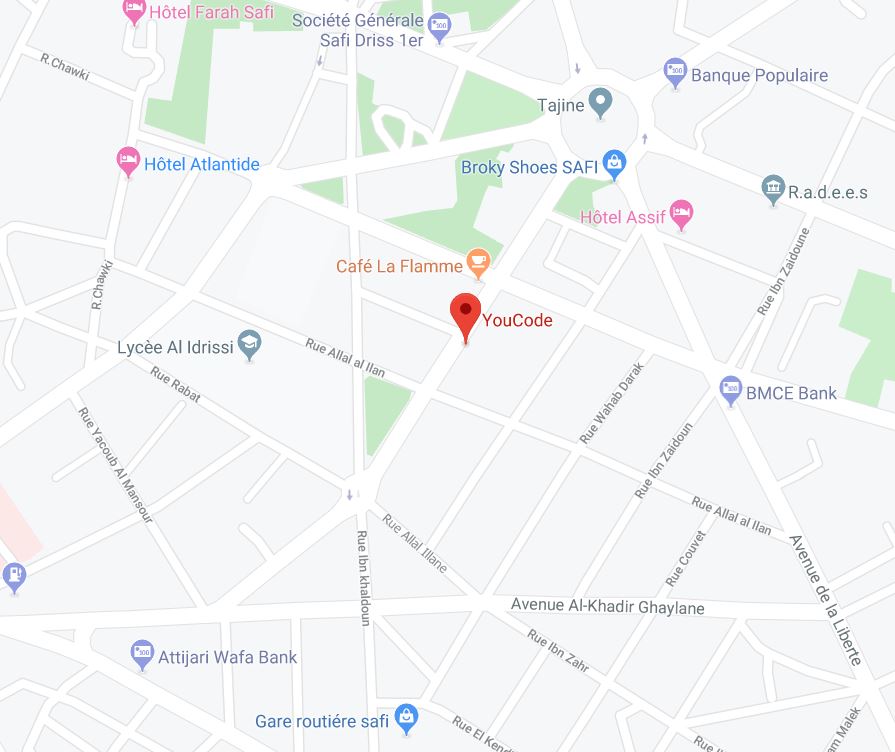 Hôtel Farah Safi
Société Générale
Safi Driss 1er
R.Chawki
Banque Populaire
Tajine
Hôtel Atlantide
Broky Shoes SAFI
R.a.d.e.e.s
Hôtel Assif
Café La Flamme
R.Chawki
Rue Ibn Zaidoune
YouCode
Lycèe Al Idrissi
Rue Allal al Ilan
Rue Rabat
Rue Wahab Darak
BMCE Bank
Rue Yacoub Al Mansour
Rue Ibn Zaidoun
Rue Allal al Ilan
Rue Allal Illane
Rue Ibn khaldoun
Rue Couvet
Avenue de la Liberte
Avenue Al-Khadir Ghaylane
Rue Ibn Zahr
Attijari Wafa Bank
Gare routiére safi
Rue El Kend
am Malek